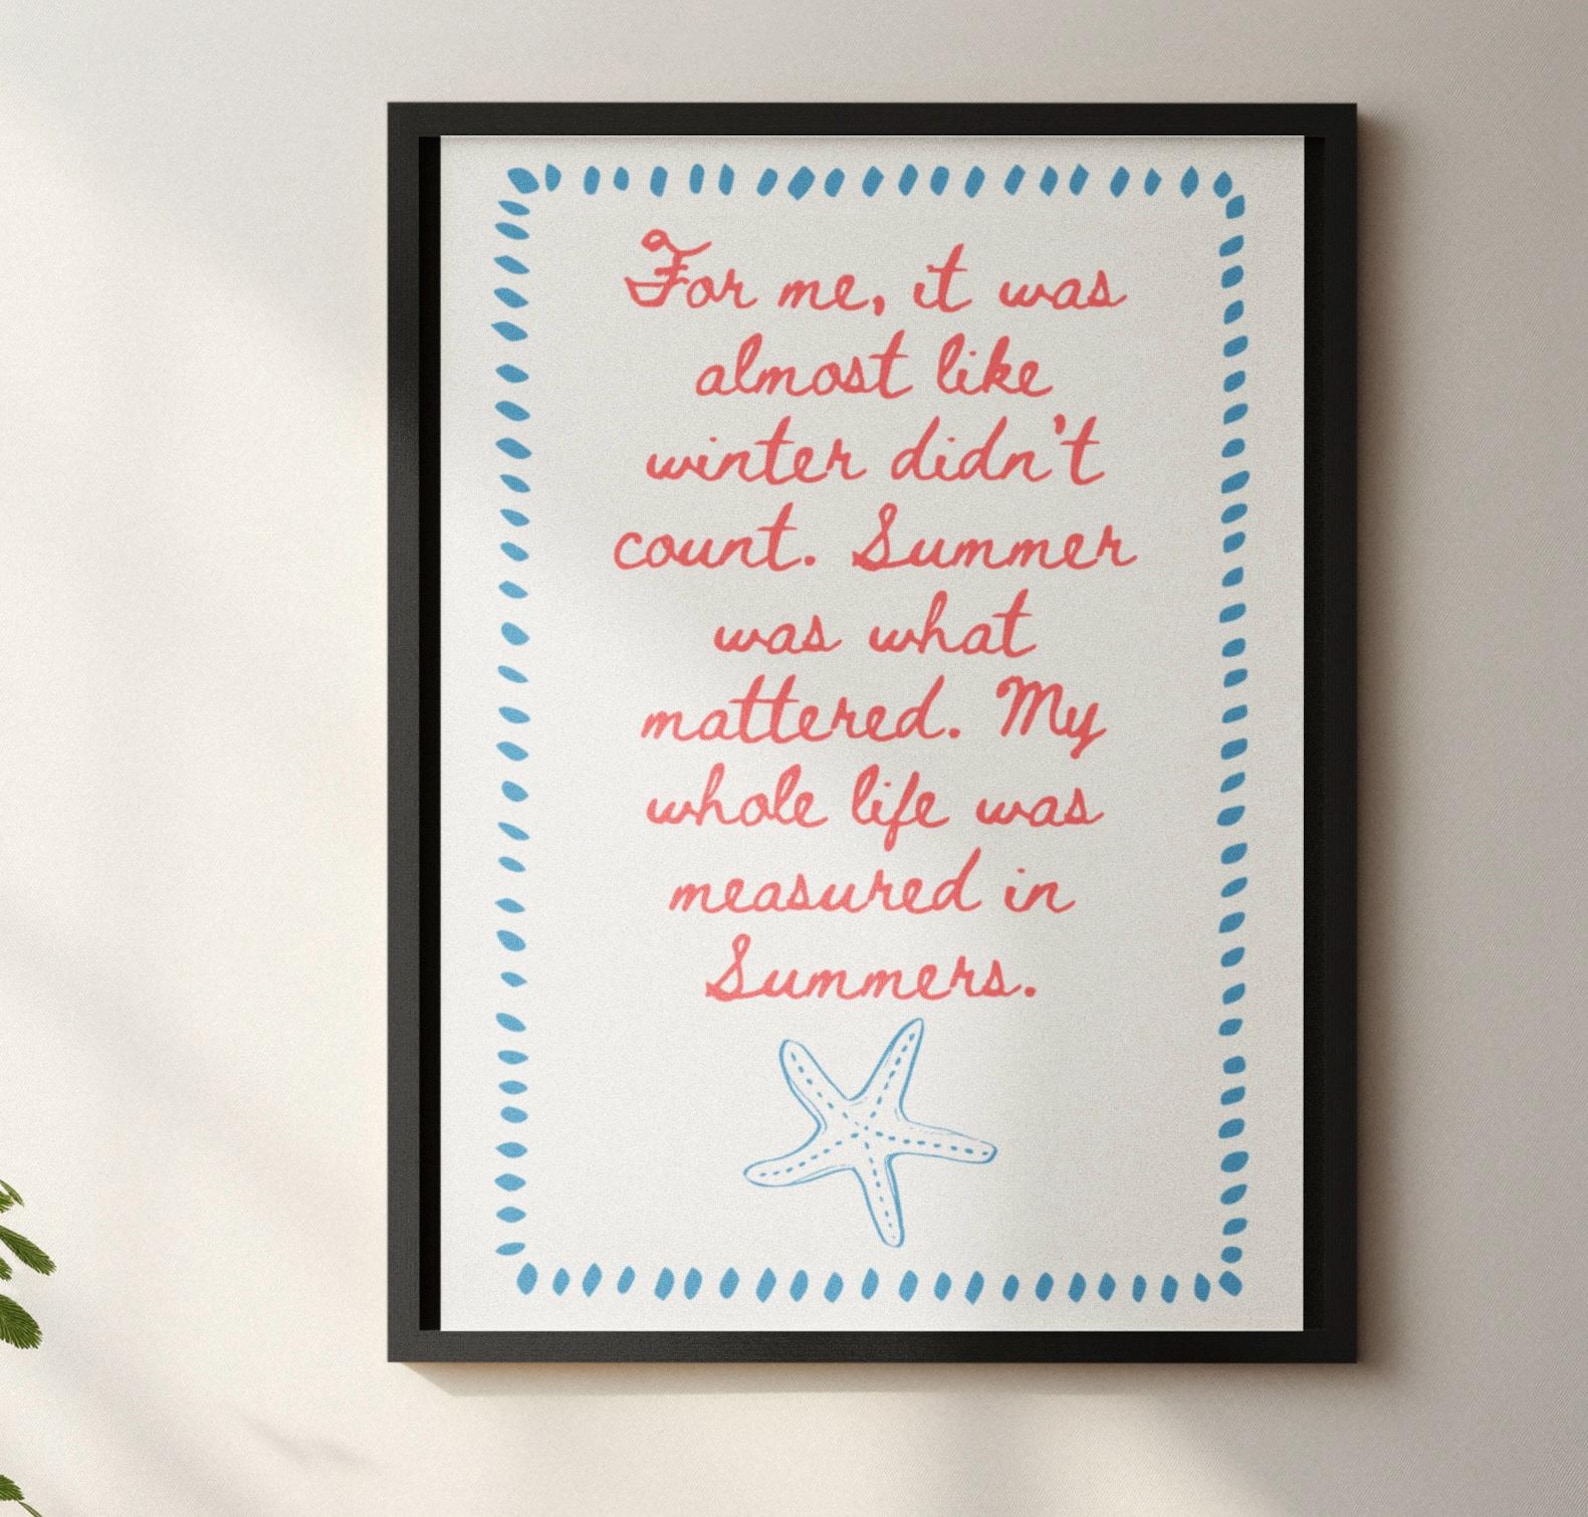 For me, it was
almost like
winter didn't
count. Summer
was what
mattered. My
whole life was
measured in
Summers.